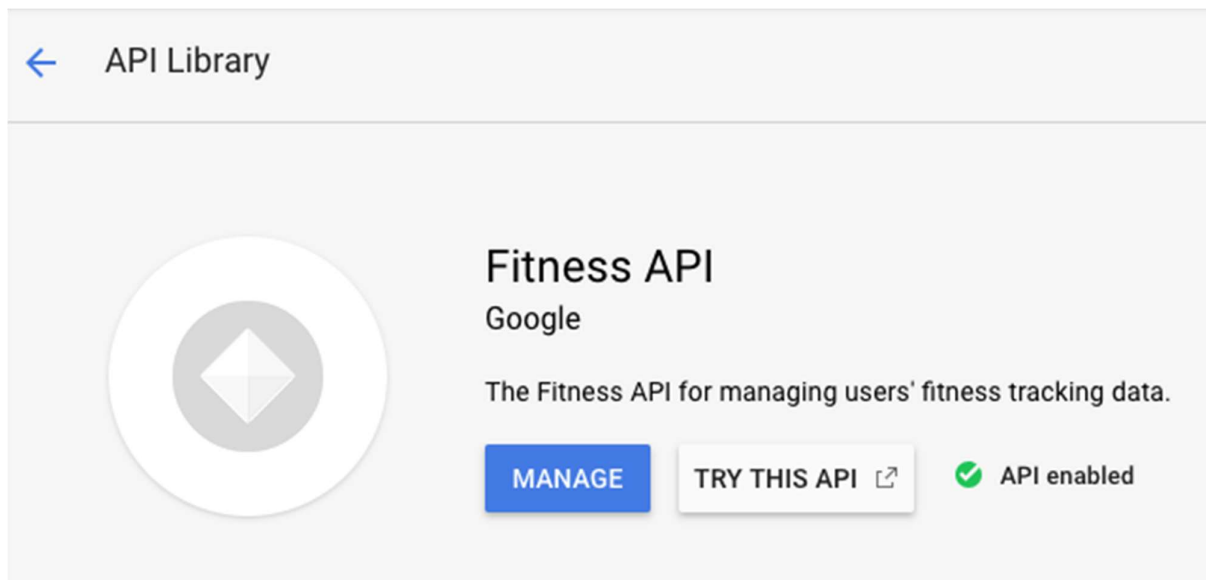 API Library
Fitness API
Google
The Fitness API for managing users' fitness tracking data.
MANAGE
TRY THIS API
API enabled